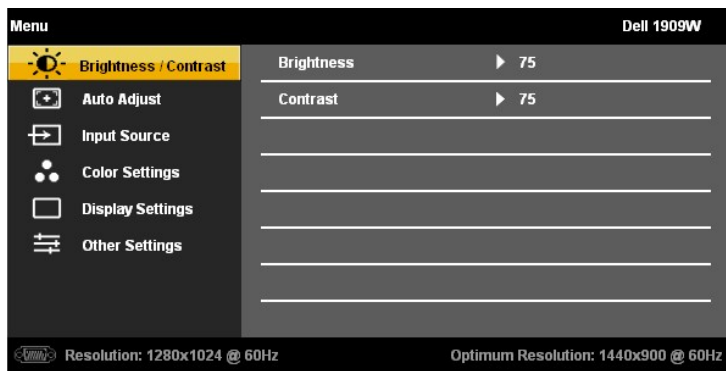 Menu Dell 1909W
Brightness / Contrast Brightness 75
Auto Adjust Contrast 75
Input Source
Color Settings
Display Settings
Other Settings
Resolution: 1280x1024 @ 60Hz Optimum Resolution: 1440x900 @ 60Hz